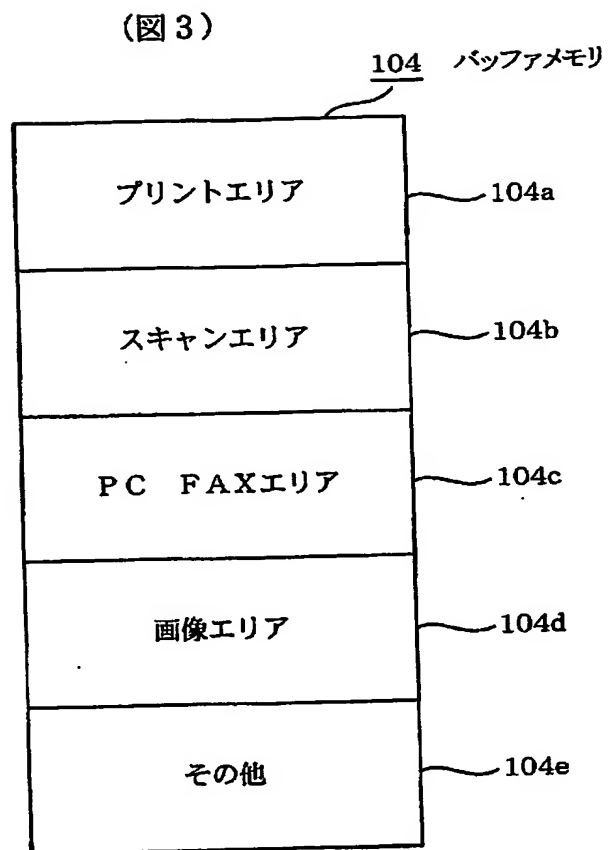 (図3)
104 バッファメモリ
プリントエリア 104a
スキャンエリア 104b
PC FAXエリア 104c
画像エリア 104d
その他 104e